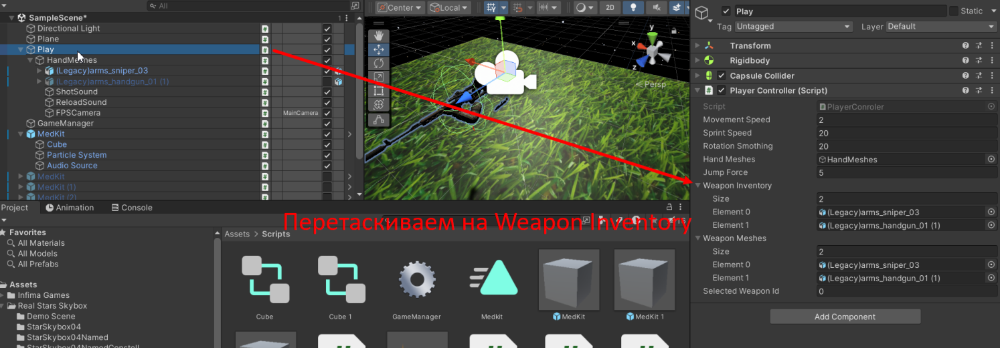 All
SampleScene*
1
Directional Light
Plane
Play
HandMeshes
(Legacy)arms_sniper_03
(Legacy)arms_handgun_01 (1)
ShotSound
ReloadSound
FPSCamera
MainCamera
GameManager
MedKit
Cube
Particle System
Audio Source
MedKit
MedKit (1)
MedKit (2)
Center
Local
2D
y
x
z
Persp
Перетаскиваем на Weapon Inventory
Project
Animation
Console
Favorites
All Materials
All Models
All Prefabs
Assets
Infima Games
Real Stars Skybox
Demo Scene
StarSkybox04
StarSkybox04Named
StarSkybox04NamedConstell
Assets > Scripts
Cube
Cube 1
GameManager
Medkit
MedKit
MedKit 1
Play
Static
Tag Untagged
Layer Default
Transform
Rigidbody
Capsule Collider
Player Controller (Script)
Script PlayerConroler
Movement Speed 2
Sprint Speed 20
Rotation Smothing 20
Hand Meshes HandMeshes
Jump Force 5
Weapon Inventory
Size 2
Element 0 (Legacy)arms_sniper_03
Element 1 (Legacy)arms_handgun_01 (1)
Weapon Meshes
Size 2
Element 0 (Legacy)arms_sniper_03
Element 1 (Legacy)arms_handgun_01 (1)
Selected Weapon Id 0
Add Component